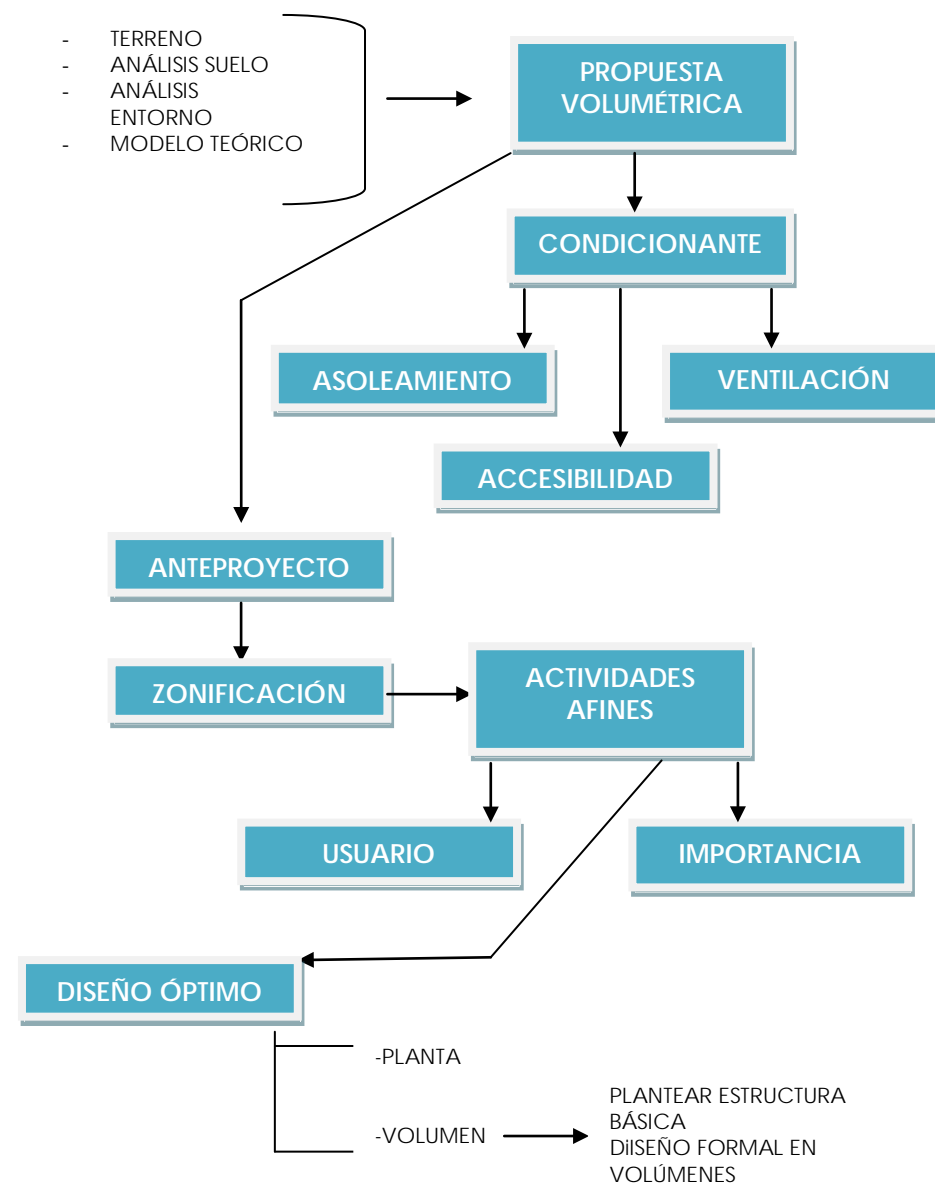 - TERRENO
- ANÁLISIS SUELO
- ANÁLISIS
ENTORNO
- MODELO TEÓRICO
PROPUESTA
VOLUMÉTRICA
CONDICIONANTE
ASOLEAMIENTO
VENTILACIÓN
ACCESIBILIDAD
ANTEPROYECTO
ZONIFICACIÓN
ACTIVIDADES
AFINES
USUARIO
IMPORTANCIA
DISEÑO ÓPTIMO
-PLANTA
-VOLUMEN
PLANTEAR ESTRUCTURA
BÁSICA
DiISEÑO FORMAL EN
VOLÚMENES